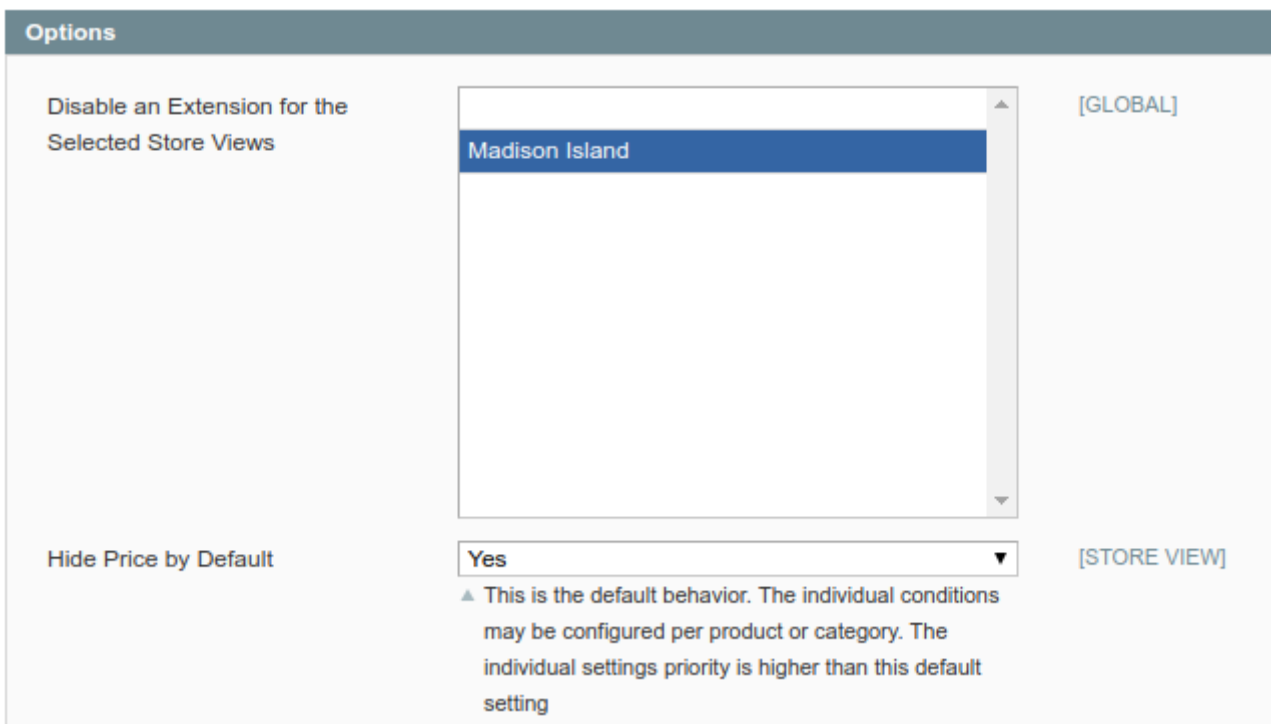 Options
Disable an Extension for the
Selected Store Views
Madison Island
[GLOBAL]
Hide Price by Default
Yes
[STORE VIEW]
This is the default behavior. The individual conditions
may be configured per product or category. The
individual settings priority is higher than this default
setting